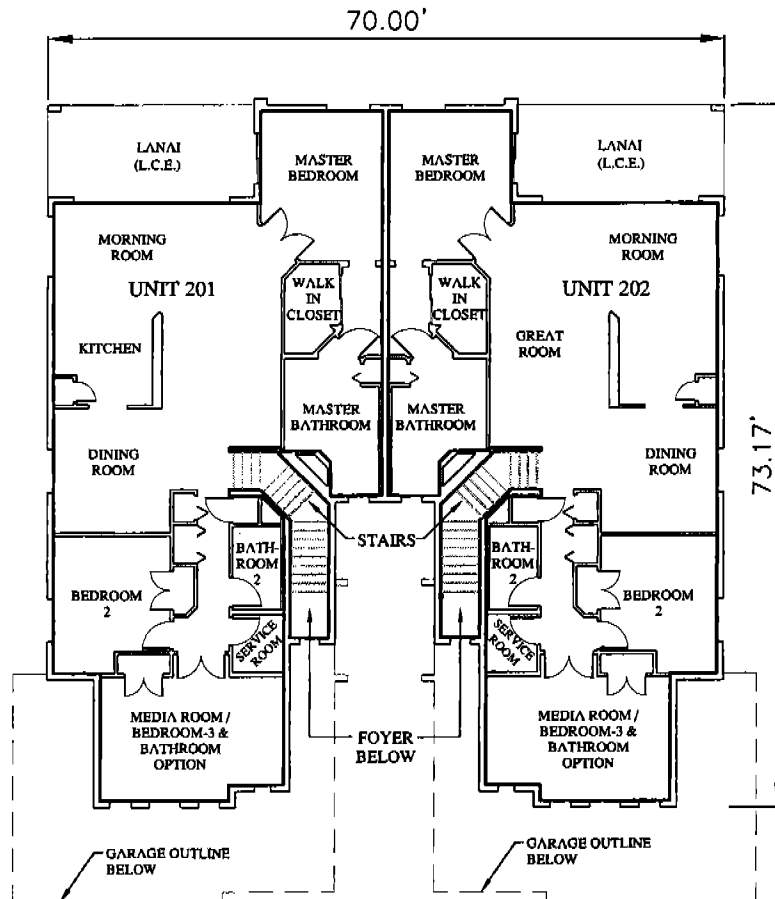 70.00'
LANAI
(L.C.E.)
MASTER
BEDROOM
MASTER
BEDROOM
LANAI
(L.C.E.)
MORNING
ROOM
MORNING
ROOM
UNIT 201
WALK
IN
CLOSET
WALK
IN
CLOSET
UNIT 202
KITCHEN
GREAT
ROOM
MASTER
BATHROOM
MASTER
BATHROOM
73.17'
DINING
ROOM
DINING
ROOM
STAIRS
BATH-
ROOM
2
BATH-
ROOM
2
BEDROOM
2
BEDROOM
2
SERVICE
ROOM
SERVICE
ROOM
MEDIA ROOM /
BEDROOM-3 &
BATHROOM
OPTION
FOYER
BELOW
MEDIA ROOM /
BEDROOM-3 &
BATHROOM
OPTION
GARAGE OUTLINE
BELOW
GARAGE OUTLINE
BELOW